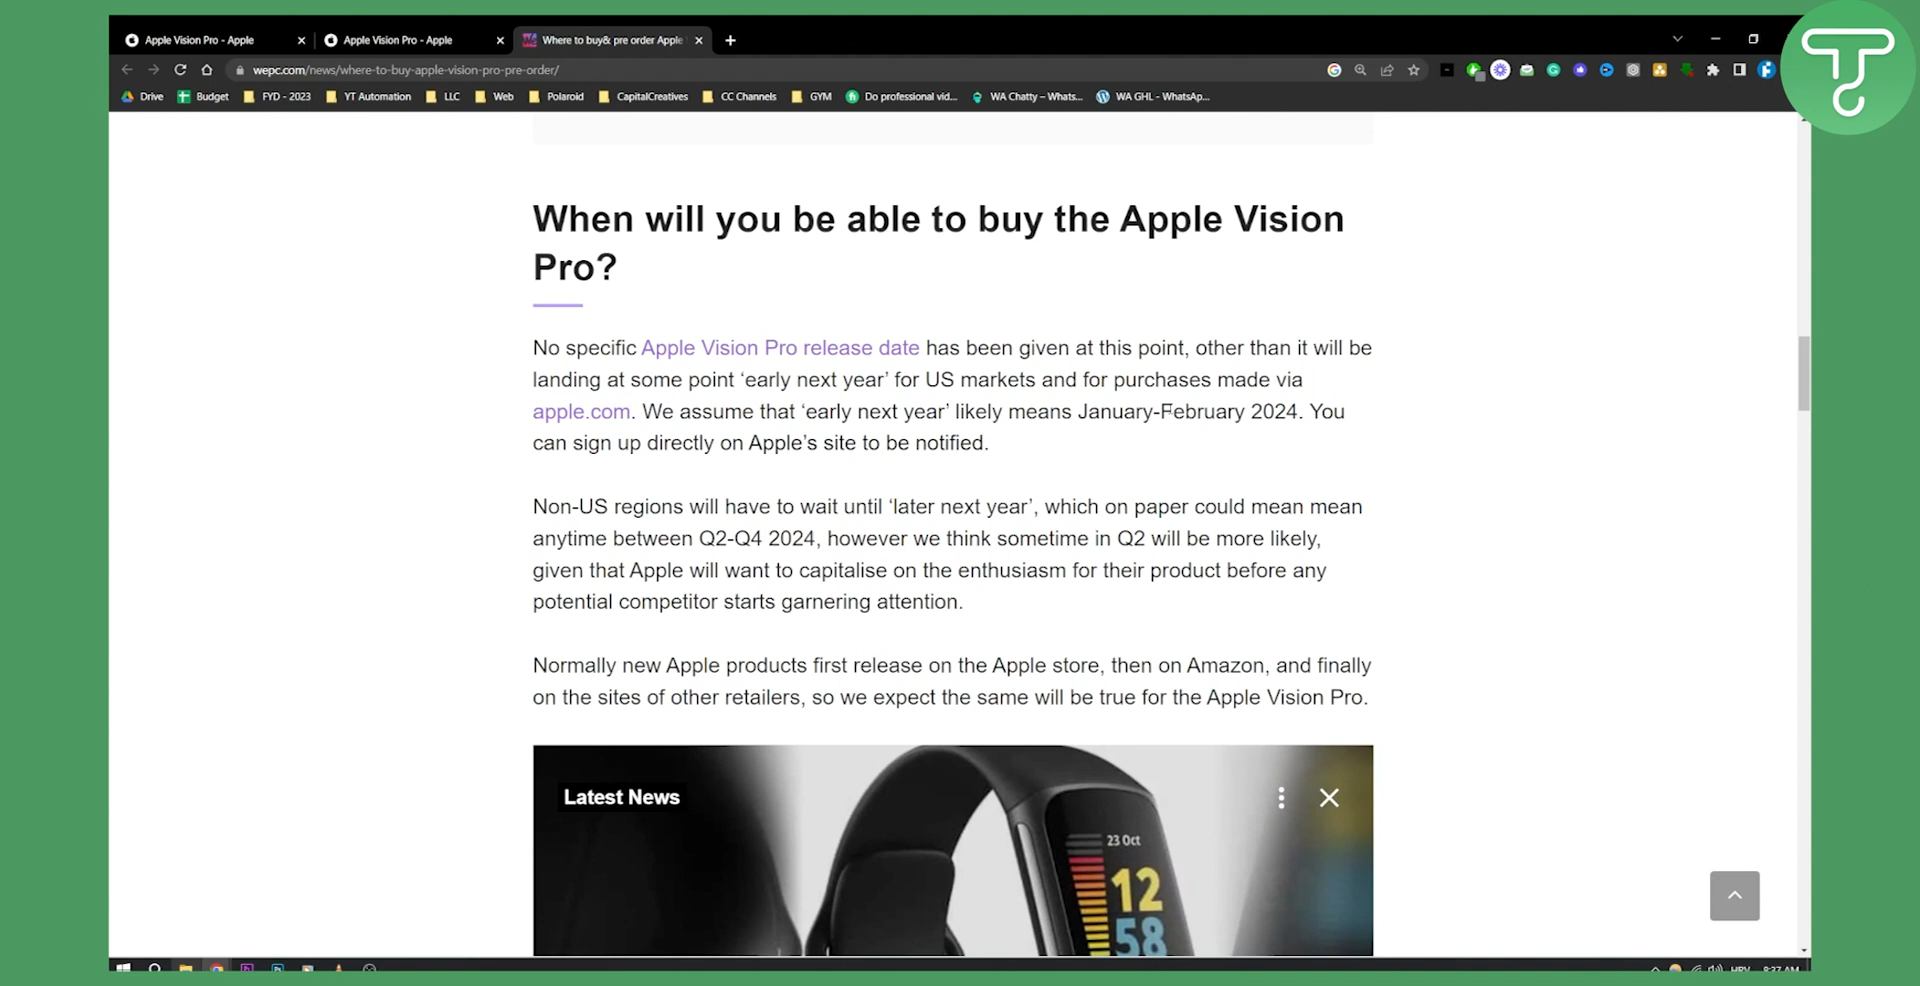 Apple Vision Pro - Apple
Apple Vision Pro - Apple
Where to buy& pre order Apple
wepc.com/news/where-to-buy-apple-vision-pro-pre-order/
Drive
Budget
FYD - 2023
YT Automation
LLC
Web
Polaroid
CapitalCreatives
CC Channels
GYM
Do professional vid...
WA Chatty – Whats...
WA GHL - WhatsAp...
When will you be able to buy the Apple Vision
Pro?
No specific Apple Vision Pro release date has been given at this point, other than it will be
landing at some point ‘early next year’ for US markets and for purchases made via
apple.com. We assume that ‘early next year’ likely means January-February 2024. You
can sign up directly on Apple’s site to be notified.
Non-US regions will have to wait until ‘later next year’, which on paper could mean mean
anytime between Q2-Q4 2024, however we think sometime in Q2 will be more likely,
given that Apple will want to capitalise on the enthusiasm for their product before any
potential competitor starts garnering attention.
Normally new Apple products first release on the Apple store, then on Amazon, and finally
on the sites of other retailers, so we expect the same will be true for the Apple Vision Pro.
Latest News
23 Oct
12
58
HRV
8:37 AM